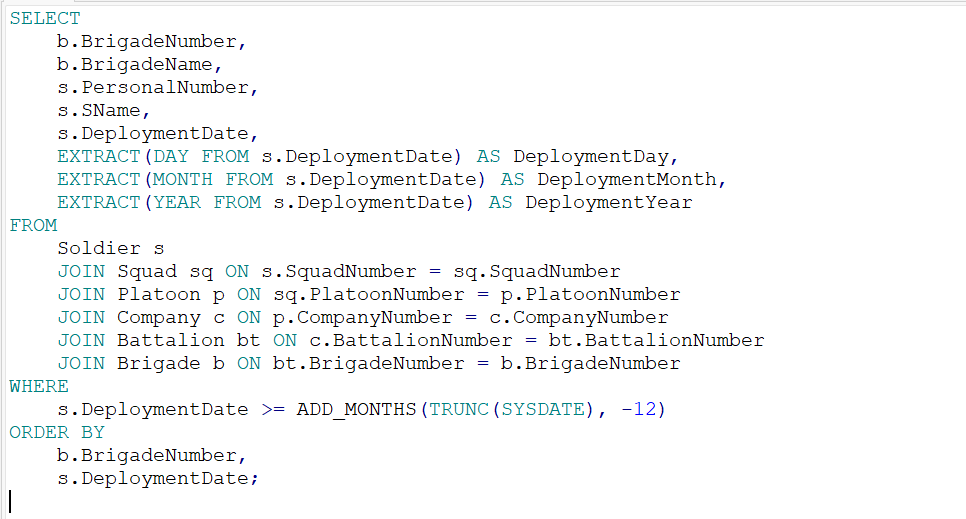 SELECT
    b.BrigadeNumber,
    b.BrigadeName,
    s.PersonalNumber,
    s.SName,
    s.DeploymentDate,
    EXTRACT(DAY FROM s.DeploymentDate) AS DeploymentDay,
    EXTRACT(MONTH FROM s.DeploymentDate) AS DeploymentMonth,
    EXTRACT(YEAR FROM s.DeploymentDate) AS DeploymentYear
FROM
    Soldier s
    JOIN Squad sq ON s.SquadNumber = sq.SquadNumber
    JOIN Platoon p ON sq.PlatoonNumber = p.PlatoonNumber
    JOIN Company c ON p.CompanyNumber = c.CompanyNumber
    JOIN Battalion bt ON c.BattalionNumber = bt.BattalionNumber
    JOIN Brigade b ON bt.BrigadeNumber = b.BrigadeNumber
WHERE
    s.DeploymentDate >= ADD_MONTHS(TRUNC(SYSDATE), -12)
ORDER BY
    b.BrigadeNumber,
    s.DeploymentDate;